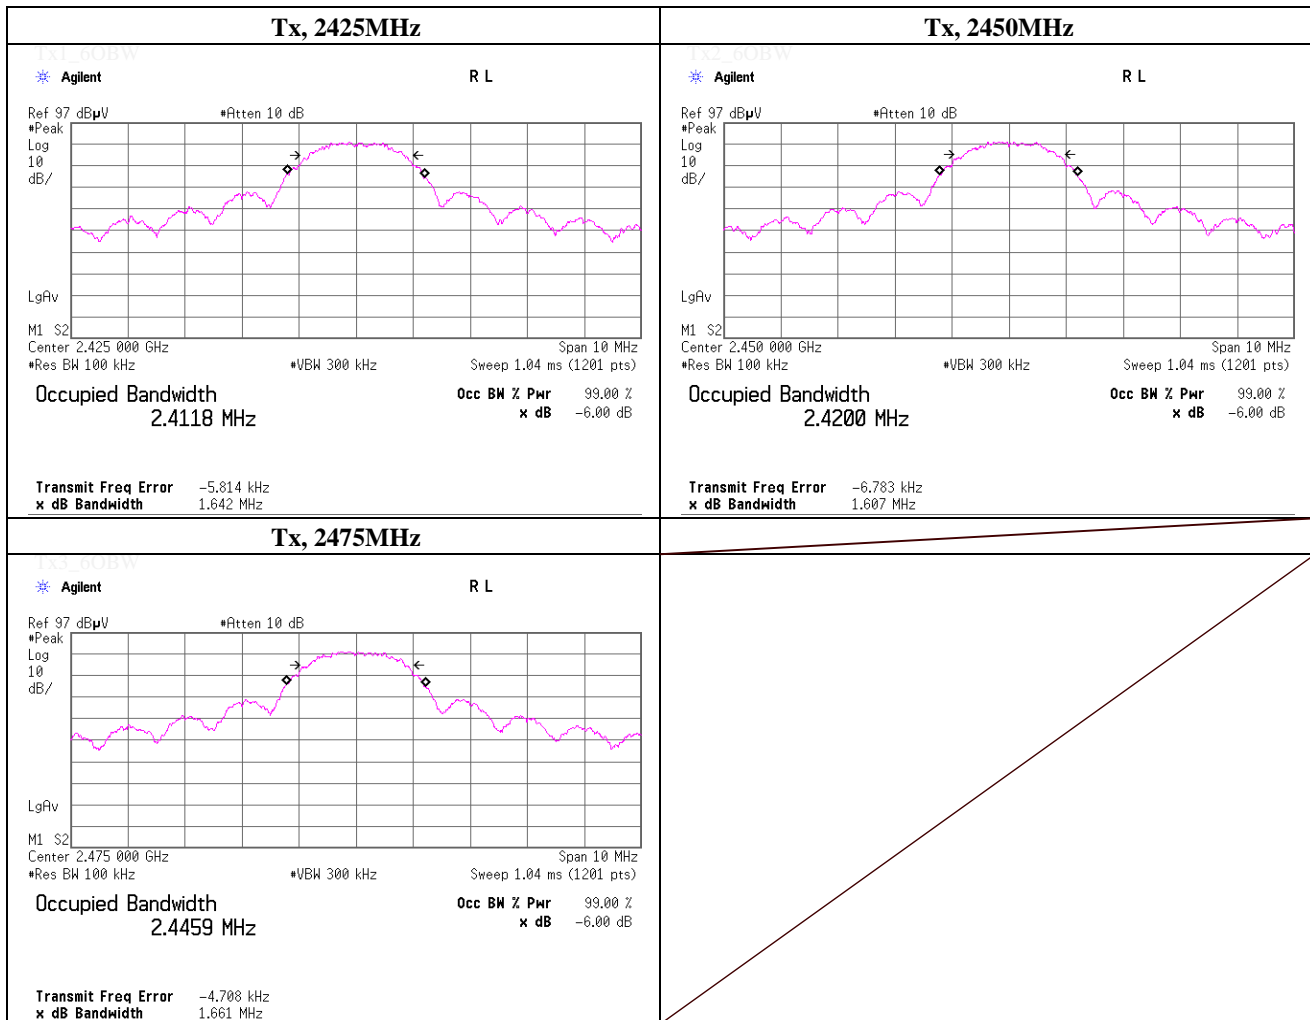 Tx, 2425MHz
Tx1_6OBW
Agilent
R L
Ref 97 dBµV
#Atten 10 dB
#Peak
Log
10
dB/
LgAv
M1 S2
Center 2.425 000 GHz
Span 10 MHz
#Res BW 100 kHz
#VBW 300 kHz
Sweep 1.04 ms (1201 pts)
Occupied Bandwidth
2.4118 MHz
Occ BW % Pwr 99.00 %
x dB -6.00 dB
Transmit Freq Error -5.814 kHz
x dB Bandwidth 1.642 MHz
Tx, 2450MHz
Tx2_6OBW
Agilent
R L
Ref 97 dBµV
#Atten 10 dB
#Peak
Log
10
dB/
LgAv
M1 S2
Center 2.450 000 GHz
Span 10 MHz
#Res BW 100 kHz
#VBW 300 kHz
Sweep 1.04 ms (1201 pts)
Occupied Bandwidth
2.4200 MHz
Occ BW % Pwr 99.00 %
x dB -6.00 dB
Transmit Freq Error -6.783 kHz
x dB Bandwidth 1.607 MHz
Tx, 2475MHz
Tx3_6OBW
Agilent
R L
Ref 97 dBµV
#Atten 10 dB
#Peak
Log
10
dB/
LgAv
M1 S2
Center 2.475 000 GHz
Span 10 MHz
#Res BW 100 kHz
#VBW 300 kHz
Sweep 1.04 ms (1201 pts)
Occupied Bandwidth
2.4459 MHz
Occ BW % Pwr 99.00 %
x dB -6.00 dB
Transmit Freq Error -4.708 kHz
x dB Bandwidth 1.661 MHz